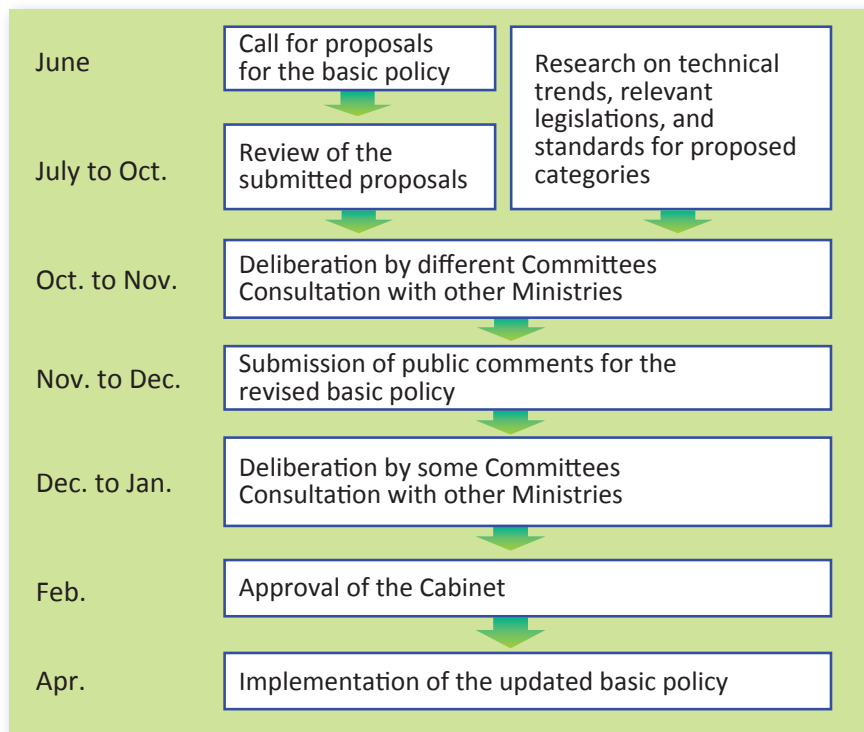 June
Call for proposals
for the basic policy
Research on technical
trends, relevant
legislations, and
standards for proposed
categories
July to Oct.
Review of the
submitted proposals
Oct. to Nov.
Deliberation by different Committees
Consultation with other Ministries
Nov. to Dec.
Submission of public comments for the
revised basic policy
Dec. to Jan.
Deliberation by some Committees
Consultation with other Ministries
Feb.
Approval of the Cabinet
Apr.
Implementation of the updated basic policy